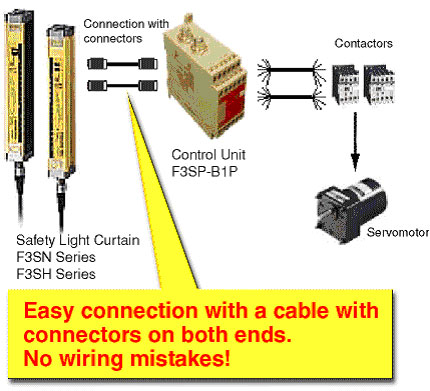 Connection with
connectors
Contactors
Control Unit
F3SP-B1P
Servomotor
Safety Light Curtain
F3SN Series
F3SH Series
Easy connection with a cable with
connectors on both ends.
No wiring mistakes!